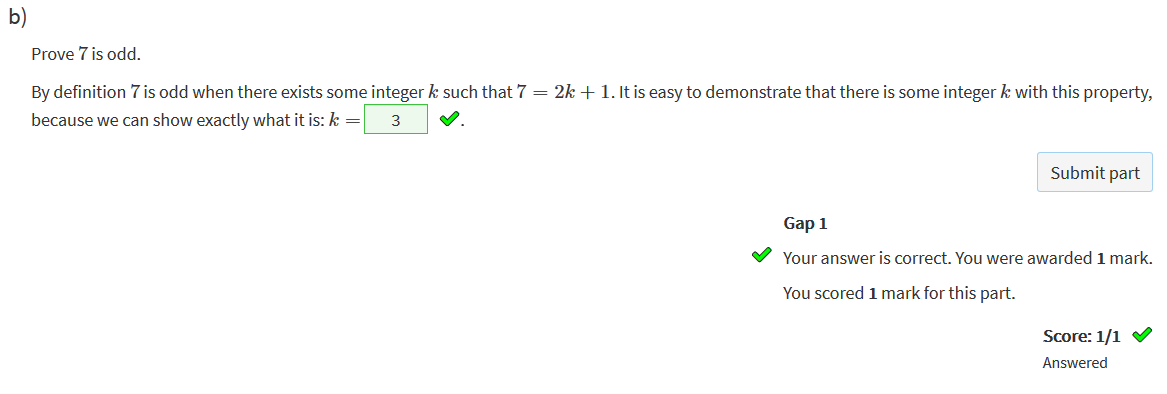 b)
Prove 7 is odd.
By definition 7 is odd when there exists some integer k such that 7 = 2k + 1. It is easy to demonstrate that there is some integer k with this property,
because we can show exactly what it is: k = 3 .
Submit part
Gap 1
Your answer is correct. You were awarded 1 mark.
You scored 1 mark for this part.
Score: 1/1
Answered